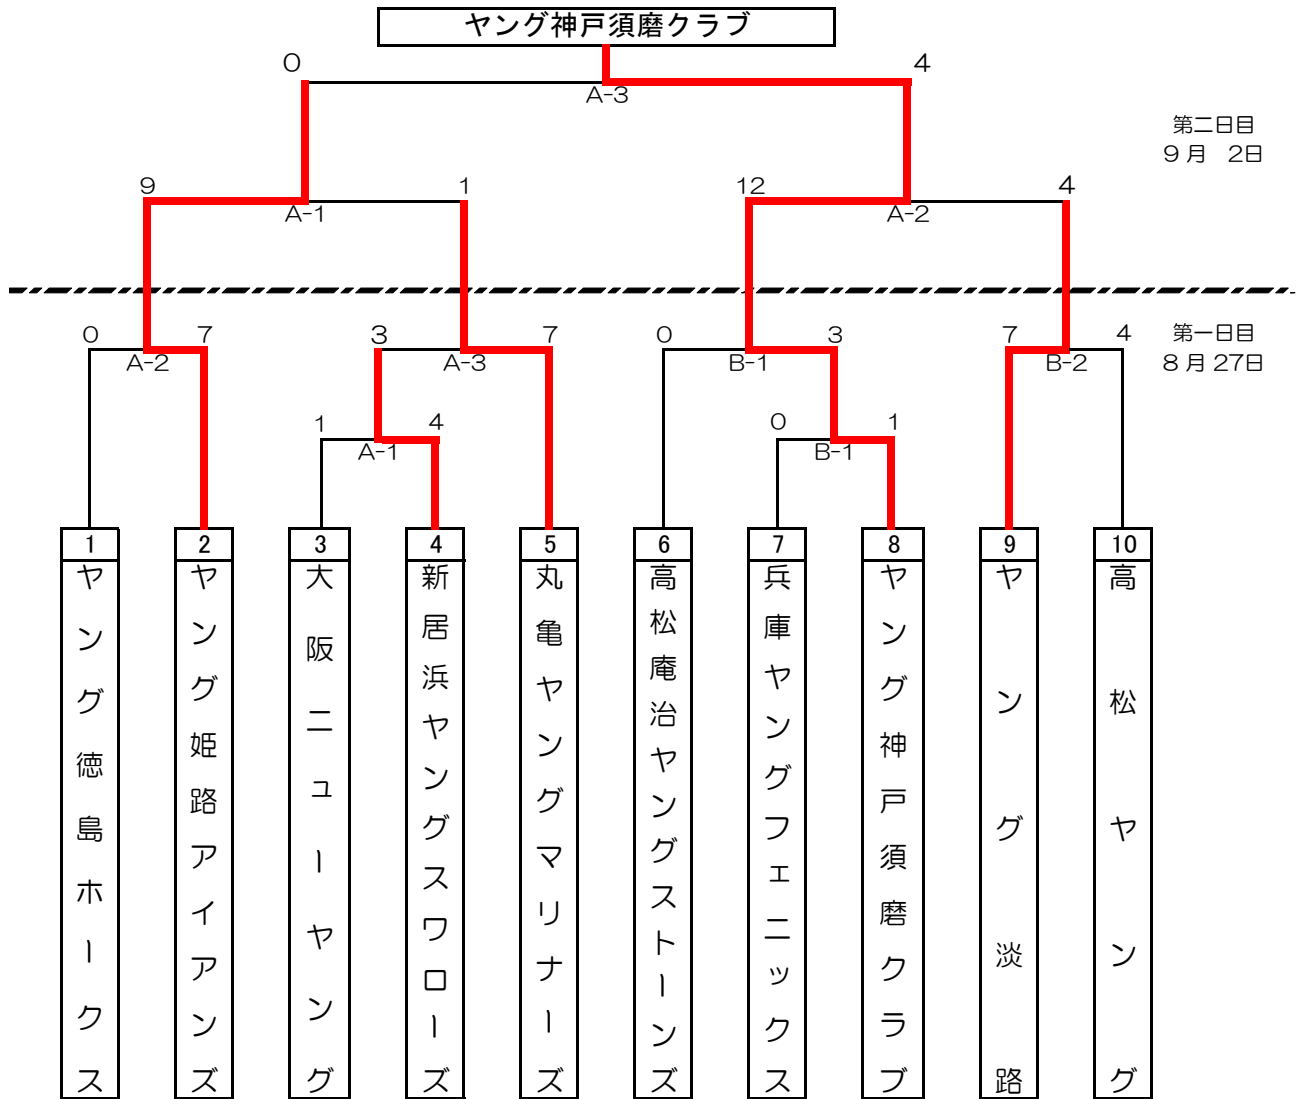 ヤング神戸須磨クラブ
0
4
A-3
第二日目
9月 2日
9
1
12
4
A-1
A-2
0
7
3
7
0
3
7
4
第一日目
8月27日
A-2
A-3
B-1
B-2
1
4
0
1
A-1
B-1
1
2
3
4
5
6
7
8
9
10
ヤング徳島ホークス
ヤング姫路アイアンズ
大阪ニューヤング
新居浜ヤングスワローズ
丸亀ヤングマリナーズ
高松庵治ヤングストーンズ
兵庫ヤングフェニックス
ヤング神戸須磨クラブ
ヤング淡路
高松ヤング